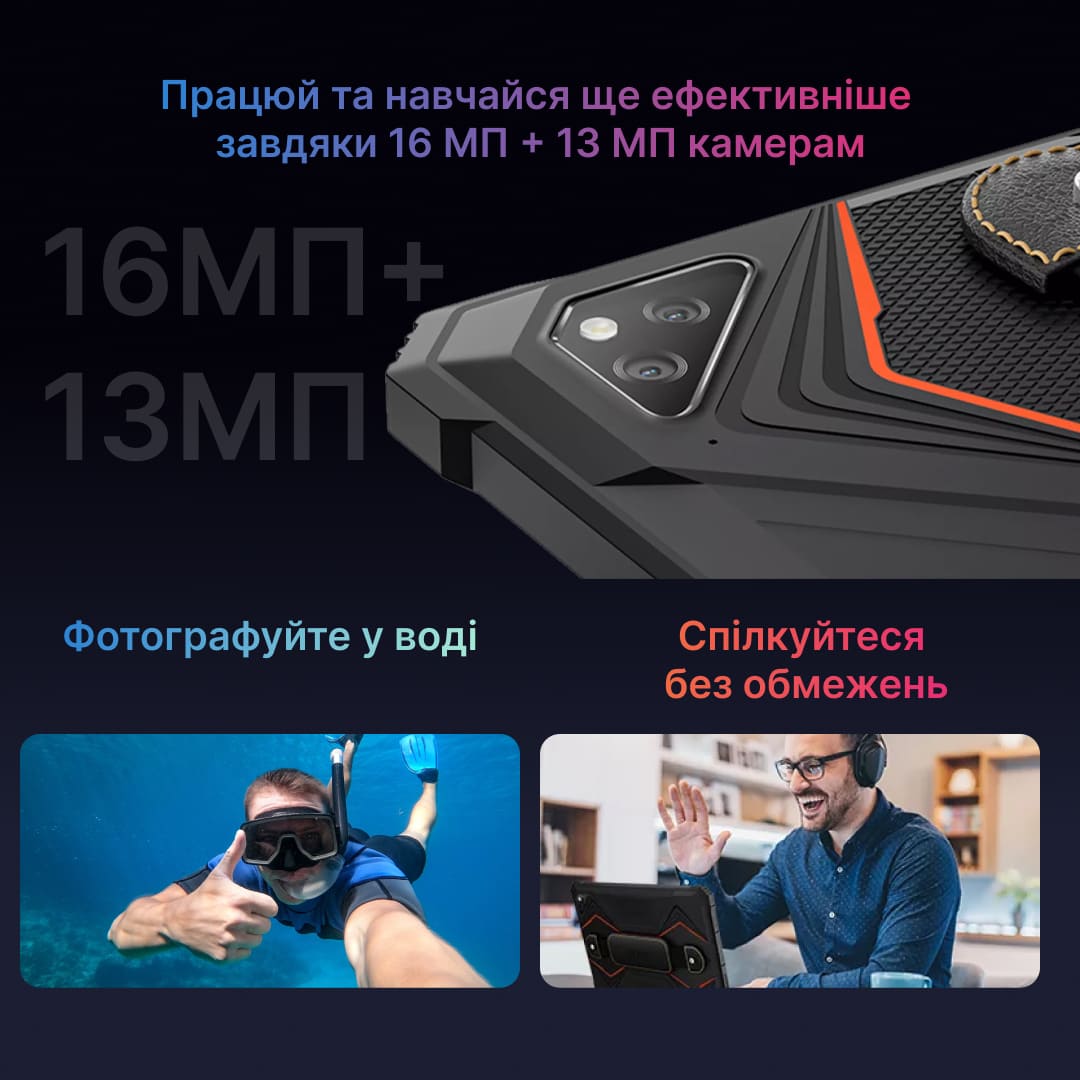 Працюй та навчайся ще ефективніше
завдяки 16 МП + 13 МП камерам
16МП+
13МП
Фотографуйте у воді
Спілкуйтеся
без обмежень